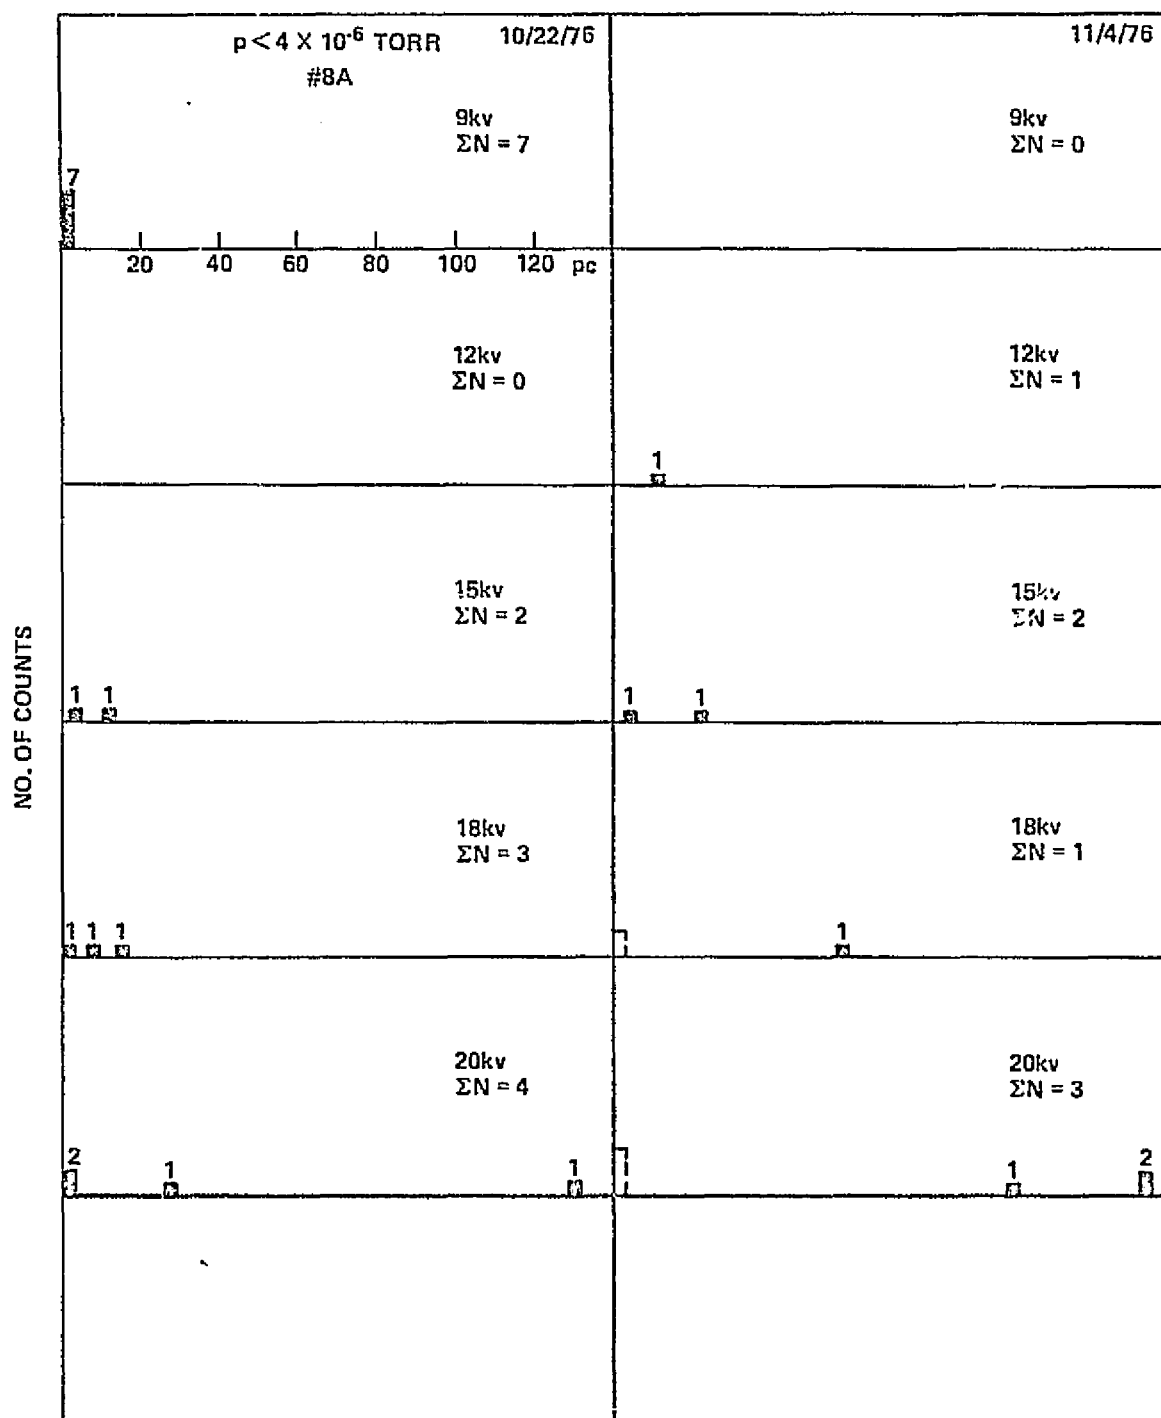 p < 4 X 10⁻⁶ TORR
#8A
10/22/76
11/4/76
9kv
ΣN = 7
9kv
ΣN = 0
7
20 40 60 80 100 120 pc
12kv
ΣN = 0
12kv
ΣN = 1
1
15kv
ΣN = 2
15kv
ΣN = 2
1 1
1 1
NO. OF COUNTS
18kv
ΣN = 3
18kv
ΣN = 1
1 1 1
1
20kv
ΣN = 4
20kv
ΣN = 3
2 1 1
1 2